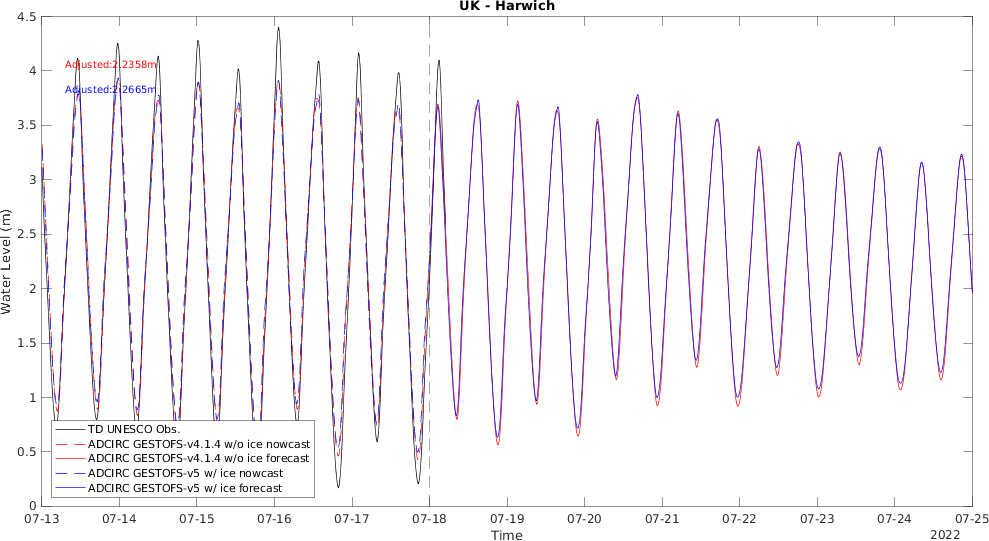 UK - Harwich
4.5
4
3.5
3
2.5
2
1.5
1
0.5
0
Water Level (m)
Adjusted:2.2358m
Adjusted:2.2665m
TD UNESCO Obs.
ADCIRC GESTOFS-v4.1.4 w/o ice nowcast
ADCIRC GESTOFS-v4.1.4 w/o ice forecast
ADCIRC GESTOFS-v5 w/ ice nowcast
ADCIRC GESTOFS-v5 w/ ice forecast
07-13 07-14 07-15 07-16 07-17 07-18 07-19 07-20 07-21 07-22 07-23 07-24 07-25
Time
2022